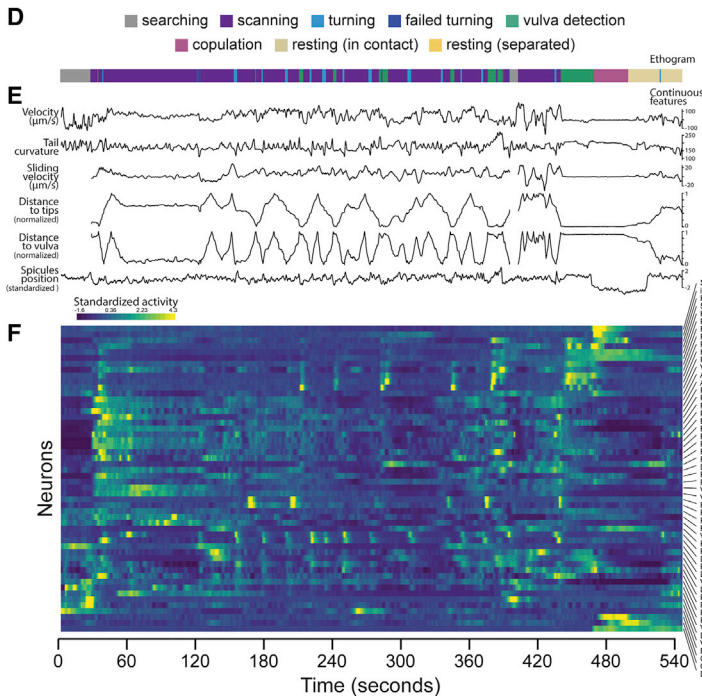 D
searching scanning turning failed turning vulva detection
copulation resting (in contact) resting (separated)
Ethogram
E
Continuous
features
Velocity
(μm/s)
100
-100
Tail
curvature
250
150
100
Sliding
velocity
(μm/s)
20
-20
Distance
to tips
(normalized)
1
0
Distance
to vulva
(normalized)
1
0
Spicules
position
(standardized )
2
-2
Standardized activity
-1.6 0.36 2.23 4.3
F
Neurons
0 60 120 180 240 300 360 420 480 540
Time (seconds)